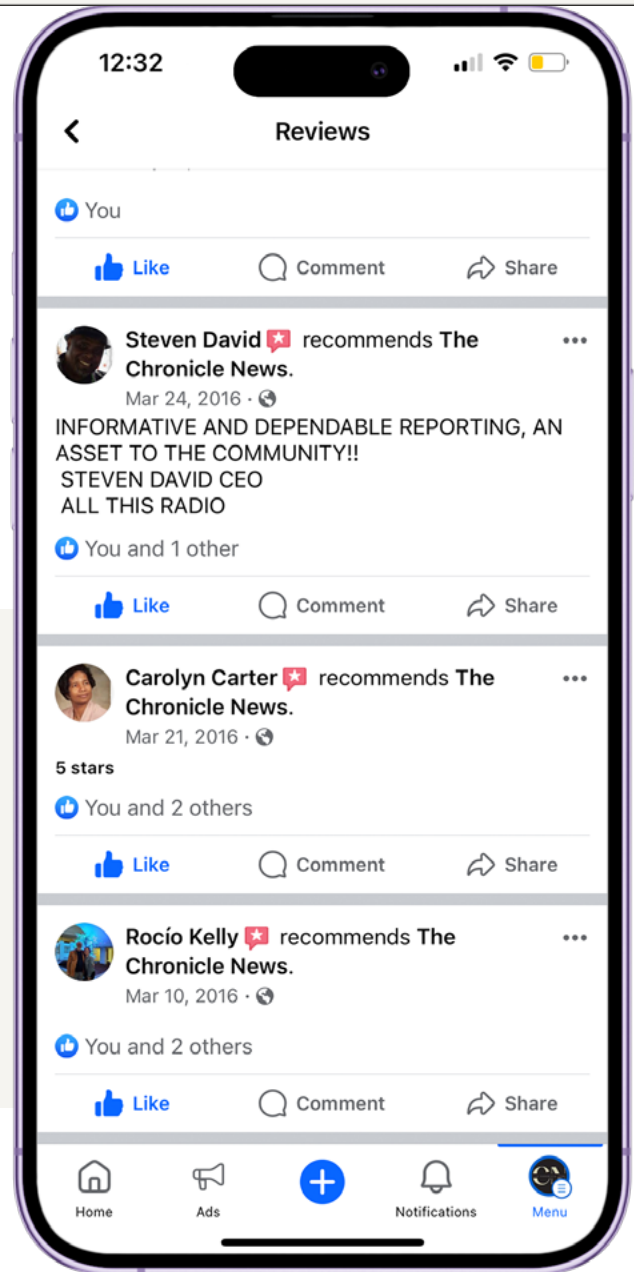 12:32
Reviews
You
Like Comment Share
Steven David recommends The
Chronicle News.
Mar 24, 2016 ·
INFORMATIVE AND DEPENDABLE REPORTING, AN
ASSET TO THE COMMUNITY!!
STEVEN DAVID CEO
ALL THIS RADIO
You and 1 other
Like Comment Share
Carolyn Carter recommends The
Chronicle News.
Mar 21, 2016 ·
5 stars
You and 2 others
Like Comment Share
Rocío Kelly recommends The
Chronicle News.
Mar 10, 2016 ·
You and 2 others
Like Comment Share
Home Ads Notifications Menu